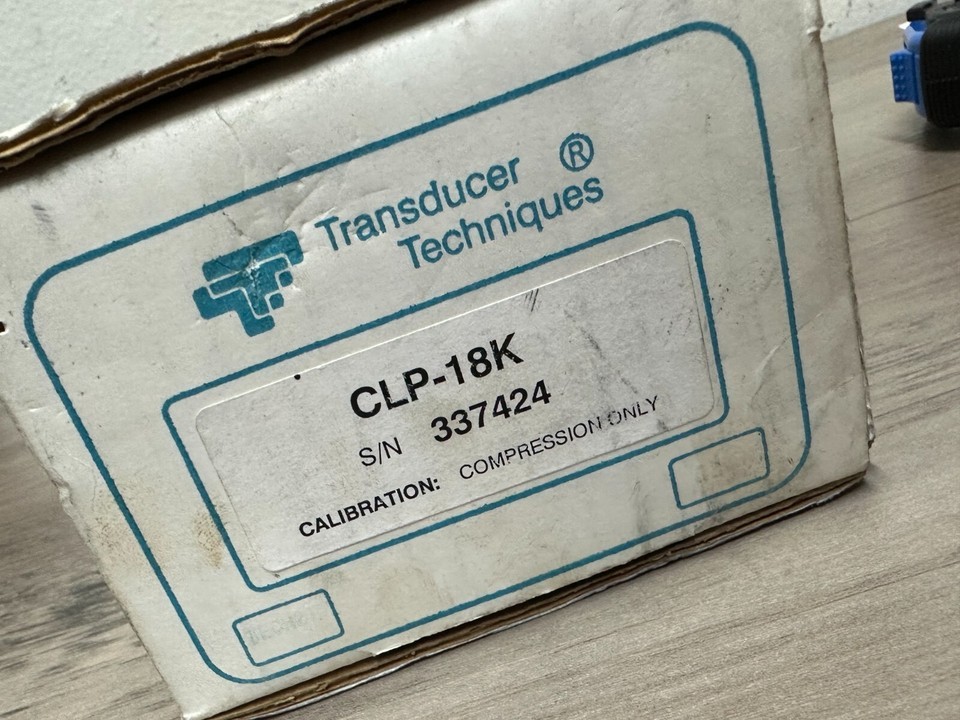 Transducer ®
Techniques
CLP-18K
S/N 337424
CALIBRATION: COMPRESSION ONLY